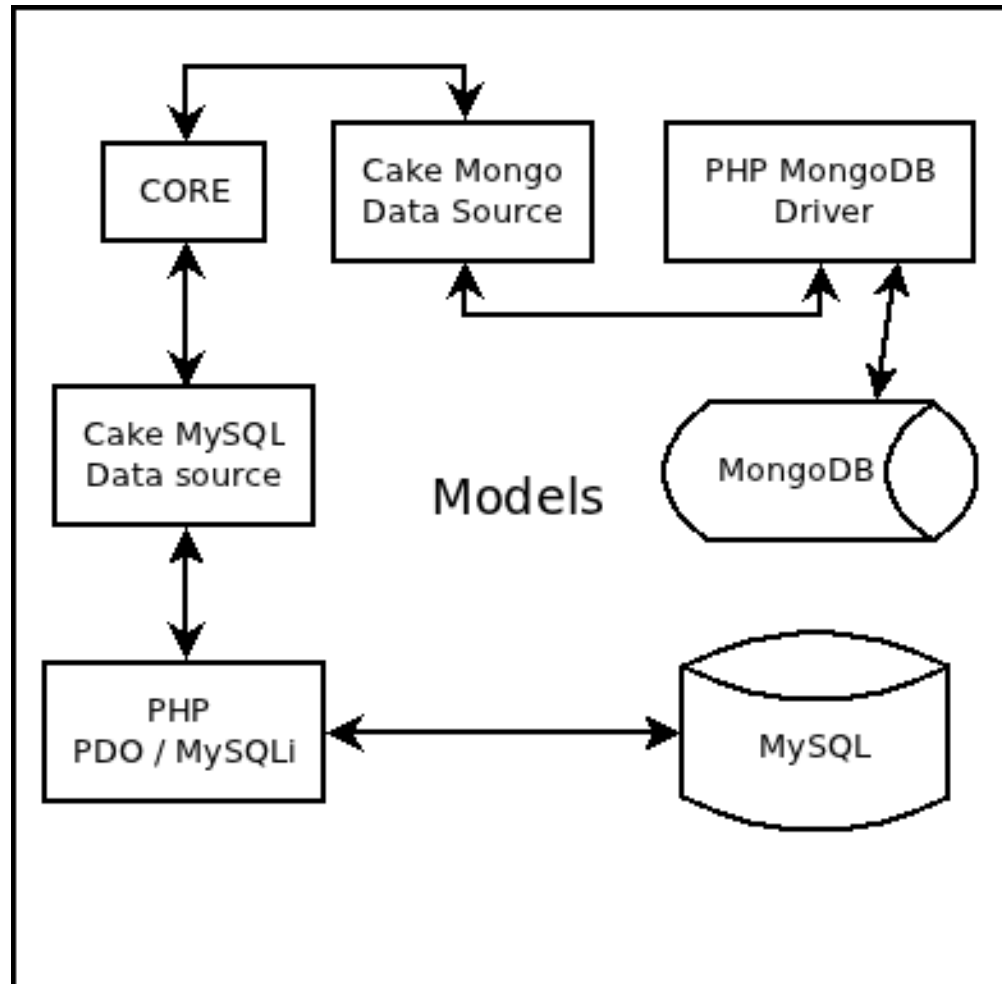 CORE
Cake Mongo
Data Source
PHP MongoDB
Driver
Cake MySQL
Data source
Models
MongoDB
PHP
PDO / MySQLi
MySQL